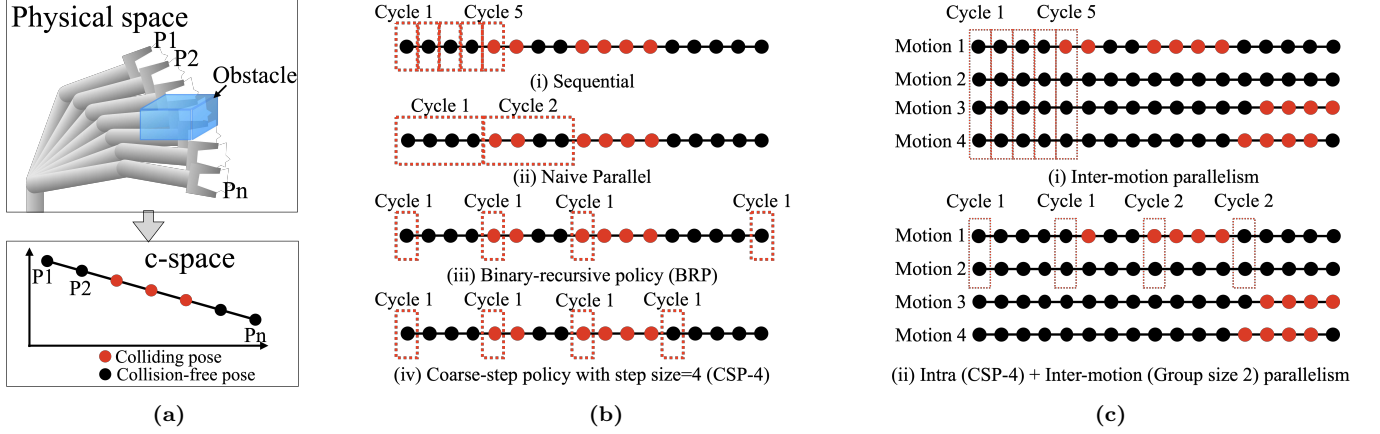 Physical space
P1
P2
Obstacle
Pn
c-space
P1
P2
Pn
Colliding pose
Collision-free pose
(a)
Cycle 1 Cycle 5
(i) Sequential
Cycle 1 Cycle 2
(ii) Naive Parallel
Cycle 1 Cycle 1 Cycle 1 Cycle 1
(iii) Binary-recursive policy (BRP)
Cycle 1 Cycle 1 Cycle 1 Cycle 1
(iv) Coarse-step policy with step size=4 (CSP-4)
(b)
Cycle 1 Cycle 5
Motion 1
Motion 2
Motion 3
Motion 4
(i) Inter-motion parallelism
Cycle 1 Cycle 1 Cycle 2 Cycle 2
Motion 1
Motion 2
Motion 3
Motion 4
(ii) Intra (CSP-4) + Inter-motion (Group size 2) parallelism
(c)